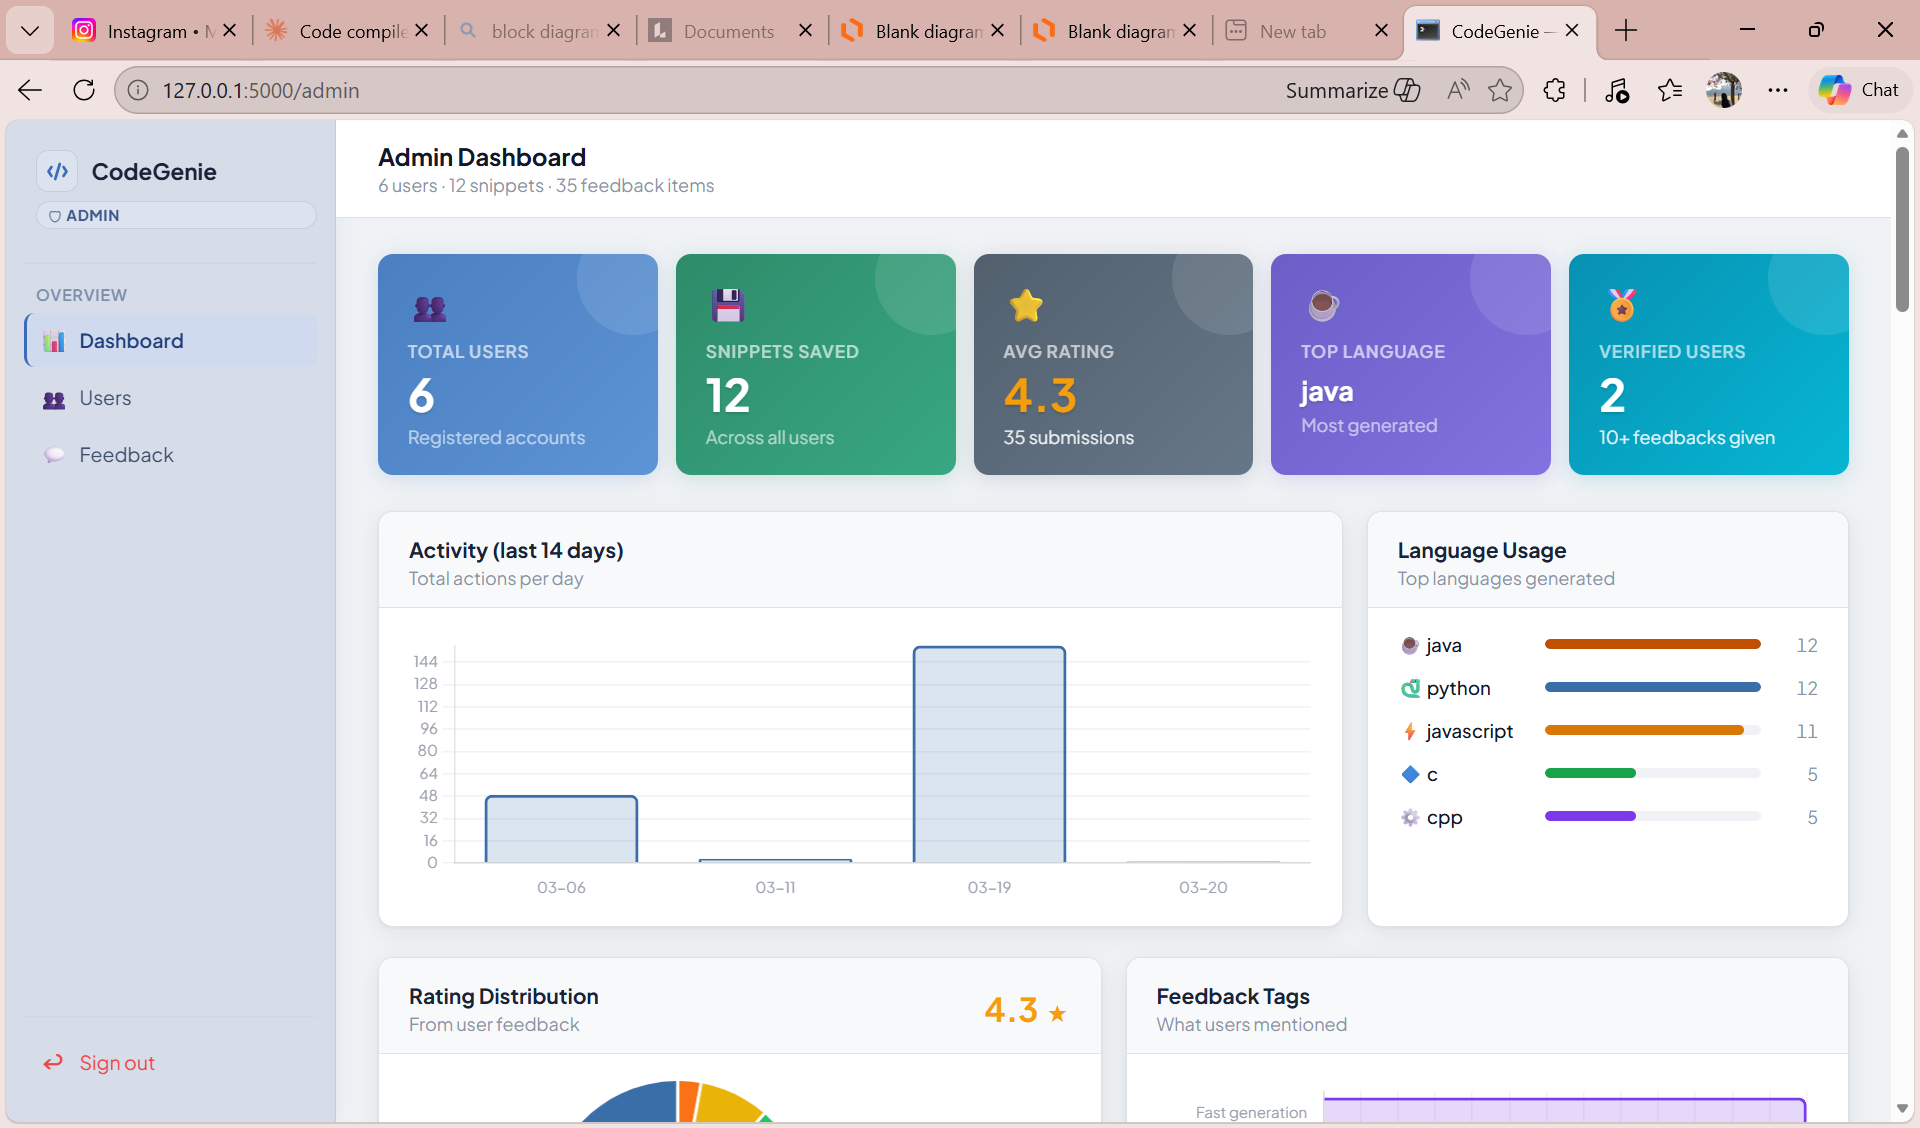 Instagram • M
Code compile
block diagran
Documents
Blank diagran
Blank diagran
New tab
CodeGenie —
127.0.0.1:5000/admin
Summarize
Chat
CodeGenie
ADMIN
OVERVIEW
Dashboard
Users
Feedback
Sign out
Admin Dashboard
6 users · 12 snippets · 35 feedback items
TOTAL USERS
6
Registered accounts
SNIPPETS SAVED
12
Across all users
AVG RATING
4.3
35 submissions
TOP LANGUAGE
java
Most generated
VERIFIED USERS
2
10+ feedbacks given
Activity (last 14 days)
Total actions per day
144
128
112
96
80
64
48
32
16
0
03-06
03-11
03-19
03-20
Language Usage
Top languages generated
java 12
python 12
javascript 11
c 5
cpp 5
Rating Distribution
From user feedback
4.3 ★
Feedback Tags
What users mentioned
Fast generation